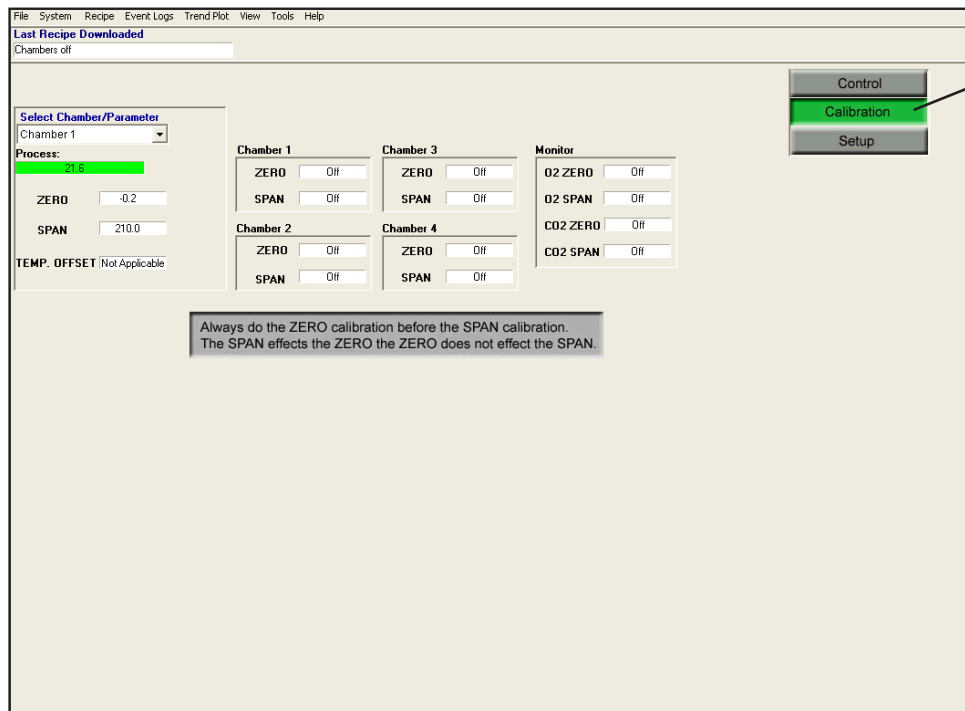 File System Recipe Event Logs Trend Plot View Tools Help
Last Recipe Downloaded
Chambers off
Control
Calibration
Setup
Select Chamber/Parameter
Chamber 1
Process:
21.6
ZERO -0.2
SPAN 210.0
TEMP. OFFSET Not Applicable
Chamber 1
ZERO Off
SPAN Off
Chamber 2
ZERO Off
SPAN Off
Chamber 3
ZERO Off
SPAN Off
Chamber 4
ZERO Off
SPAN Off
Monitor
O2 ZERO Off
O2 SPAN Off
CO2 ZERO Off
CO2 SPAN Off
Always do the ZERO calibration before the SPAN calibration.
The SPAN effects the ZERO the ZERO does not effect the SPAN.